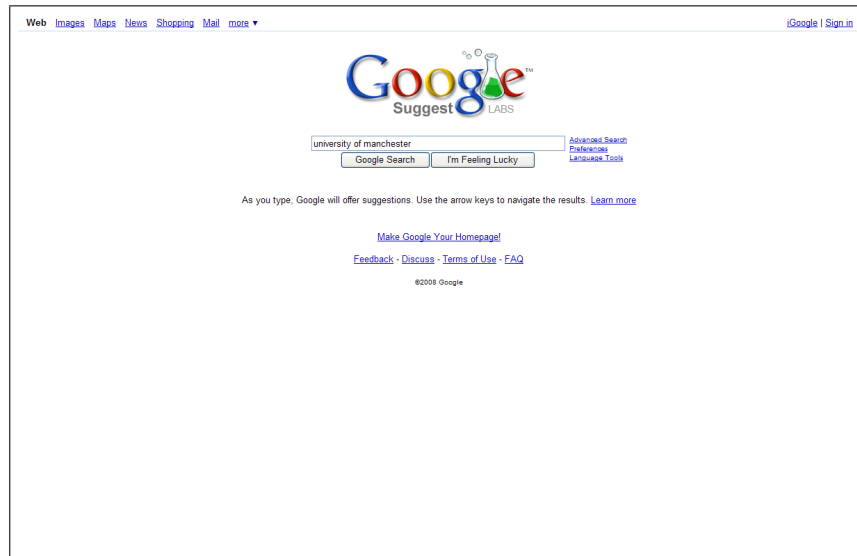 Web Images Maps News Shopping Mail more ▼ iGoogle | Sign in
Google™
Suggest LABS
university of manchester
Advanced Search
Preferences
Language Tools
Google Search I'm Feeling Lucky
As you type, Google will offer suggestions. Use the arrow keys to navigate the results. Learn more
Make Google Your Homepage!
Feedback - Discuss - Terms of Use - FAQ
©2008 Google